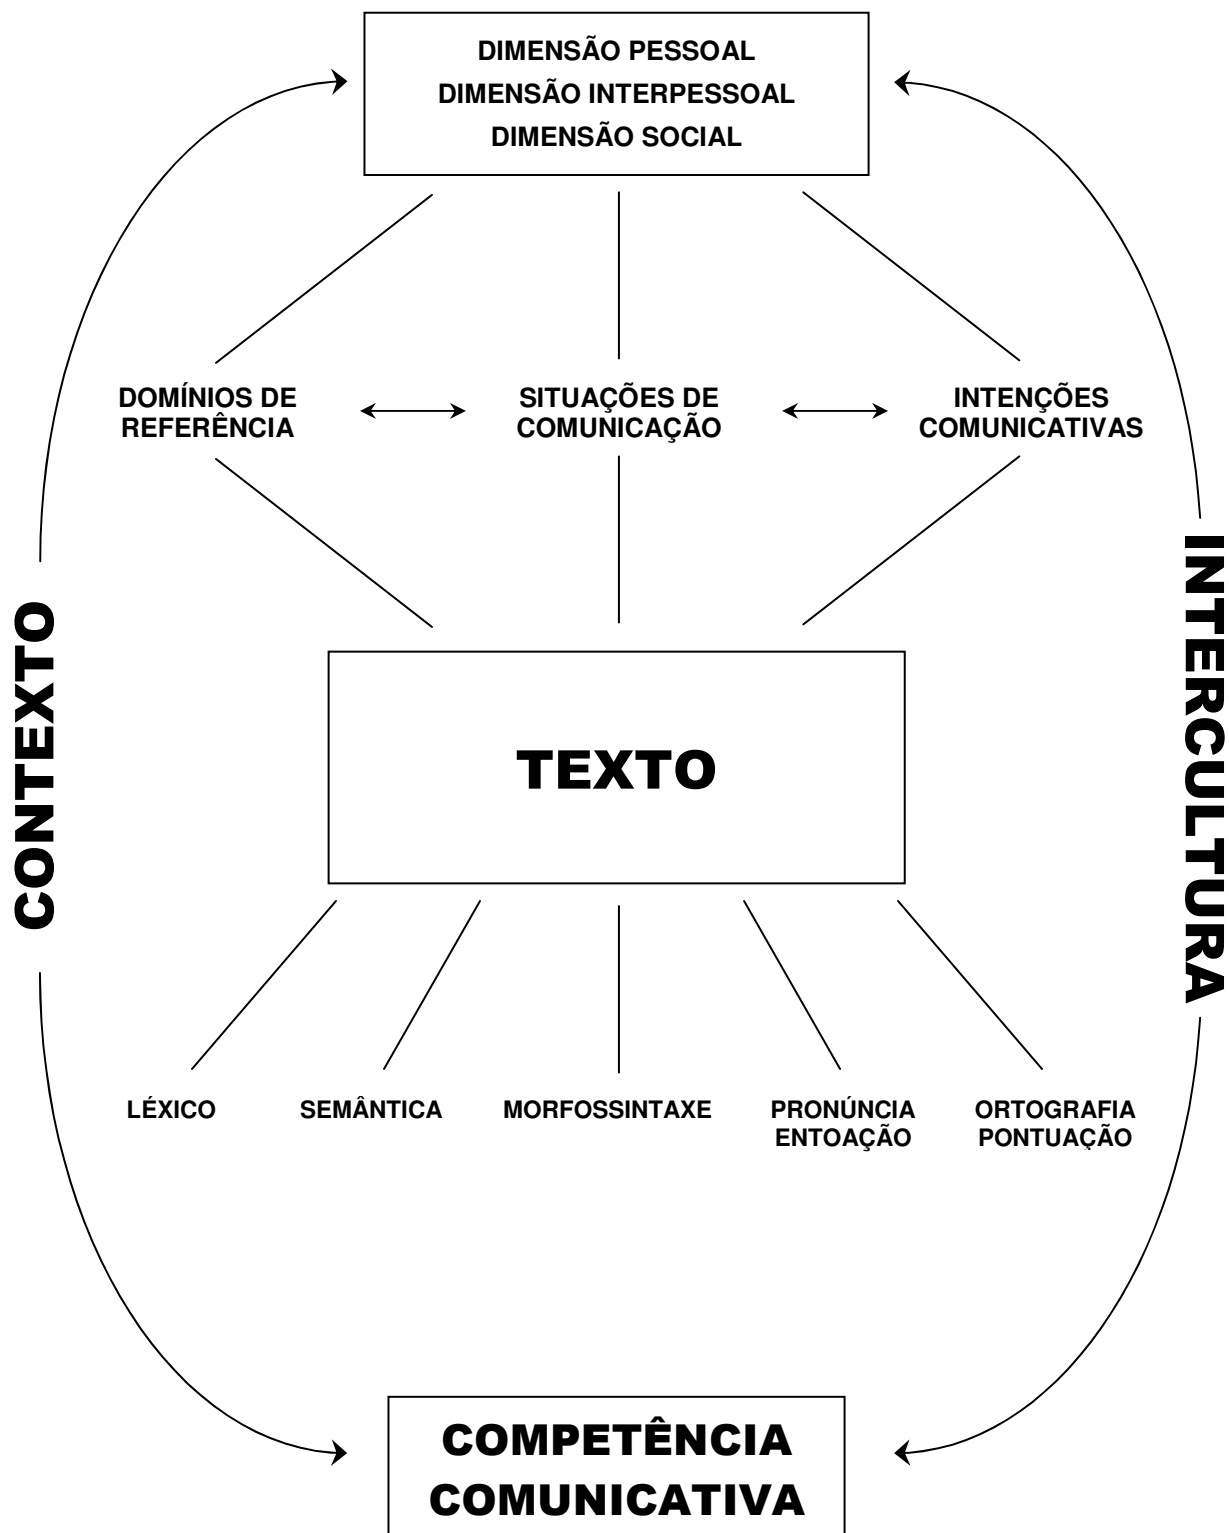 DIMENSÃO PESSOAL
DIMENSÃO INTERPESSOAL
DIMENSÃO SOCIAL
DOMÍNIOS DE
REFERÊNCIA
SITUAÇÕES DE
COMUNICAÇÃO
INTENÇÕES
COMUNICATIVAS
CONTEXTO
TEXTO
INTERCULTURA
LÉXICO
SEMÂNTICA
MORFOSSINTAXE
PRONÚNCIA
ENTOAÇÃO
ORTOGRAFIA
PONTUAÇÃO
COMPETÊNCIA
COMUNICATIVA